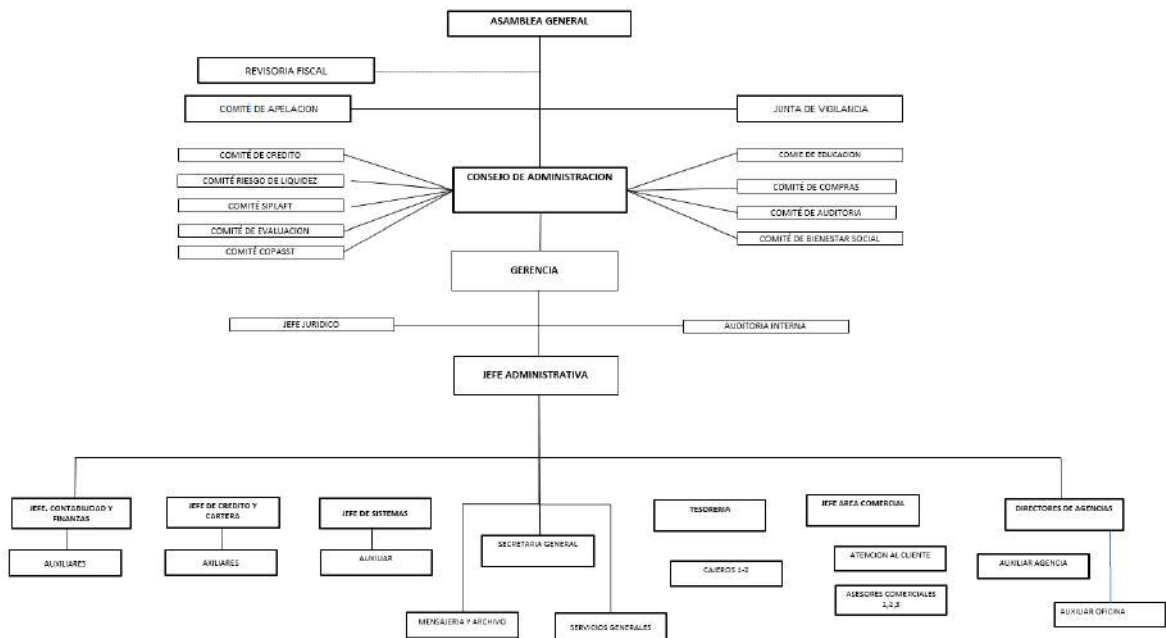 ASAMBLEA GENERAL
REVISORIA FISCAL
COMITÉ DE APELACION
JUNTA DE VIGILANCIA
COMITÉ DE CREDITO
COMIE DE EDUCACION
CONSEJO DE ADMINISTRACION
COMITÉ RIESGO DE LIQUIDEZ
COMITÉ DE COMPRAS
COMITÉ SIPLAFT
COMITÉ DE AUDITORIA
COMITÉ DE EVALUACION
COMITÉ DE BIENESTAR SOCIAL
COMITÉ COPASST
GERENCIA
JEFE JURIDICO
AUDITORIA INTERNA
JEFE ADMINISTRATIVA
JEFE. CONTABILIDAD Y
FINANZAS
JEFE DE CREDITO Y
CARTERA
JEFE DE SISTEMAS
TESORERIA
JEFE AREA COMERCIAL
DIRECTORES DE AGENCIAS
SECRETARIA GENERAL
AUXILIARES
AXILIARES
AUXILIAR
ATENCION AL CLIENTE
AUXILIAR AGENCIA
CAJEROS 1-2
ASESORES COMERCIALES
1,2,3
MENSAJERIA Y ARCHIVO
SERVICIOS GENERALES
AUXILIAR OFICINA